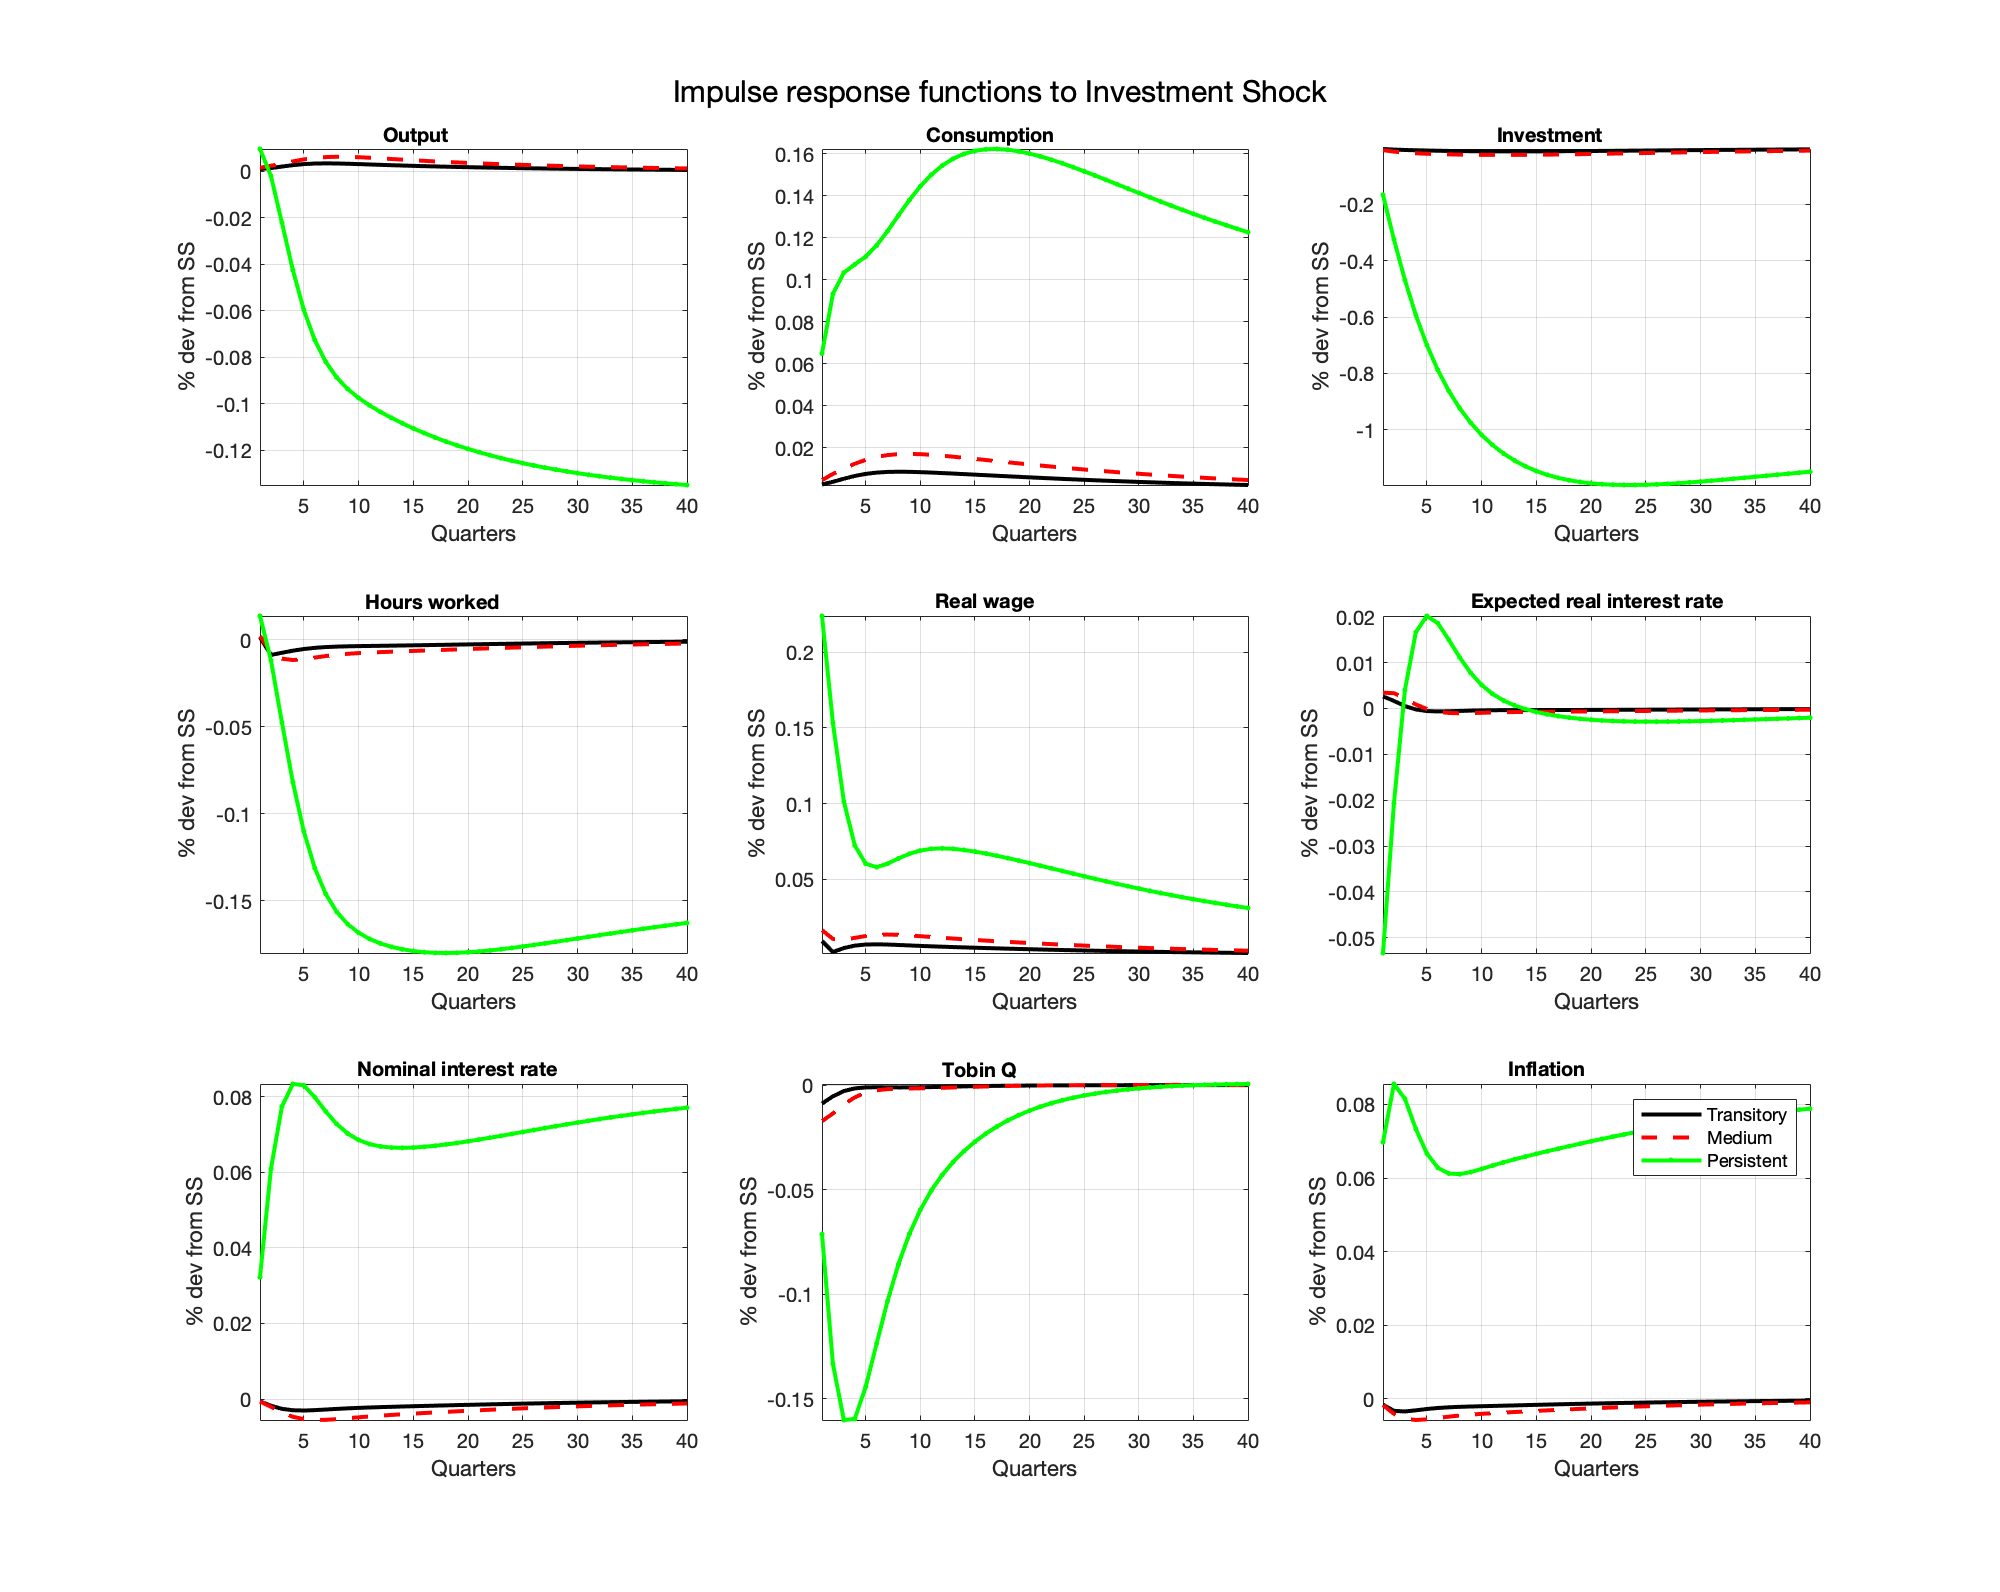 Impulse response functions to Investment Shock
Output
% dev from SS
0
-0.02
-0.04
-0.06
-0.08
-0.1
-0.12
5 10 15 20 25 30 35 40
Quarters
Consumption
% dev from SS
0.16
0.14
0.12
0.1
0.08
0.06
0.04
0.02
5 10 15 20 25 30 35 40
Quarters
Investment
% dev from SS
-0.2
-0.4
-0.6
-0.8
-1
5 10 15 20 25 30 35 40
Quarters
Hours worked
% dev from SS
0
-0.05
-0.1
-0.15
5 10 15 20 25 30 35 40
Quarters
Real wage
% dev from SS
0.2
0.15
0.1
0.05
5 10 15 20 25 30 35 40
Quarters
Expected real interest rate
% dev from SS
0.02
0.01
0
-0.01
-0.02
-0.03
-0.04
-0.05
5 10 15 20 25 30 35 40
Quarters
Nominal interest rate
% dev from SS
0.08
0.06
0.04
0.02
0
5 10 15 20 25 30 35 40
Quarters
Tobin Q
% dev from SS
0
-0.05
-0.1
-0.15
5 10 15 20 25 30 35 40
Quarters
Inflation
% dev from SS
0.08
0.06
0.04
0.02
0
Transitory
Medium
Persistent
5 10 15 20 25 30 35 40
Quarters